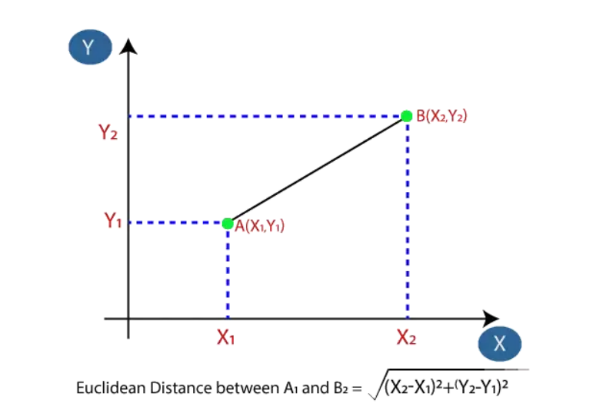 Y
Y₂
B(X₂,Y₂)
Y₁
A(X₁,Y₁)
X₁
X₂
X
Euclidean Distance between A₁ and B₂ = √(X₂-X₁)²+(Y₂-Y₁)²